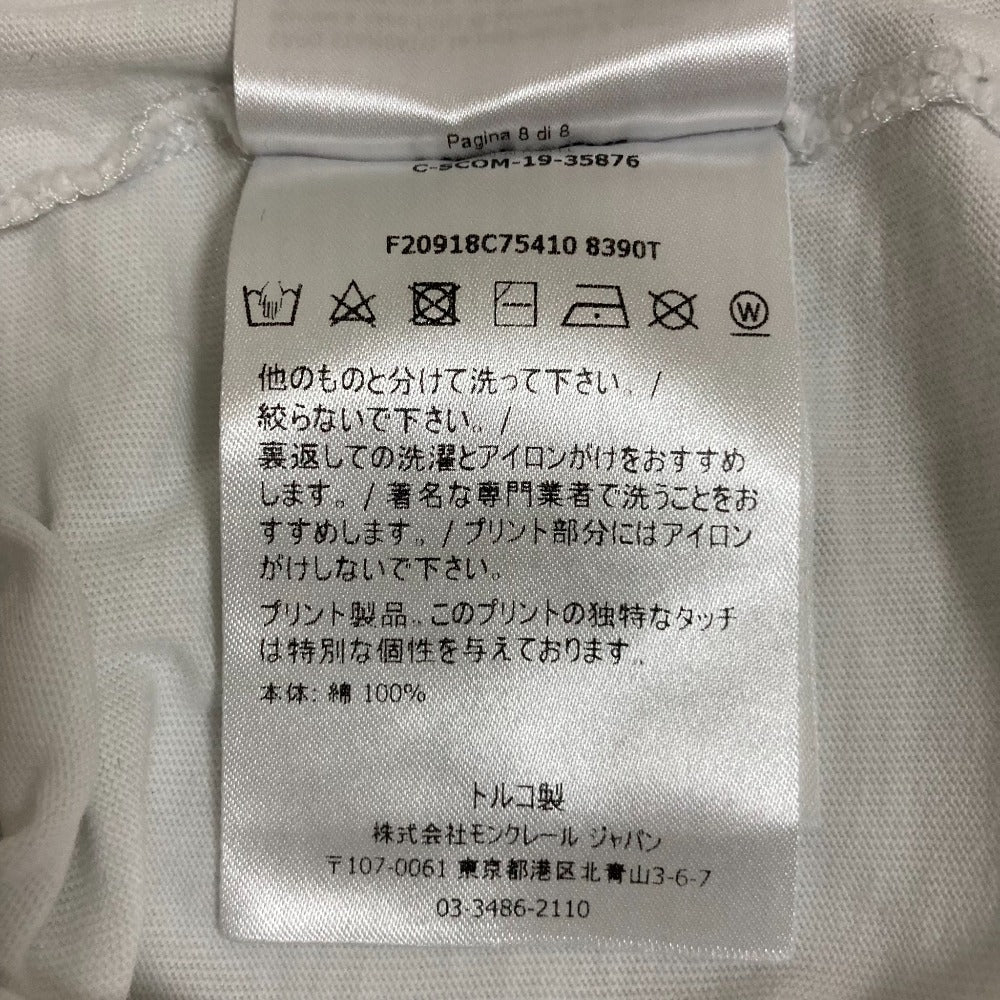 Pagina 8 di 8
C-SCOM-19-35876
F20918C75410 8390T
W
他のものと分けて洗って下さい。/
絞らないで下さい。/
裏返しての洗濯とアイロンがけをおすすめ
します。/ 著名な専門業者で洗うことをお
すすめします。/ プリント部分にはアイロン
がけしないで下さい。
プリント製品。このプリントの独特なタッチ
は特別な個性を与えております。
本体: 綿 100%
トルコ製
株式会社モンクレール ジャパン
〒107-0061 東京都港区北青山3-6-7
03-3486-2110